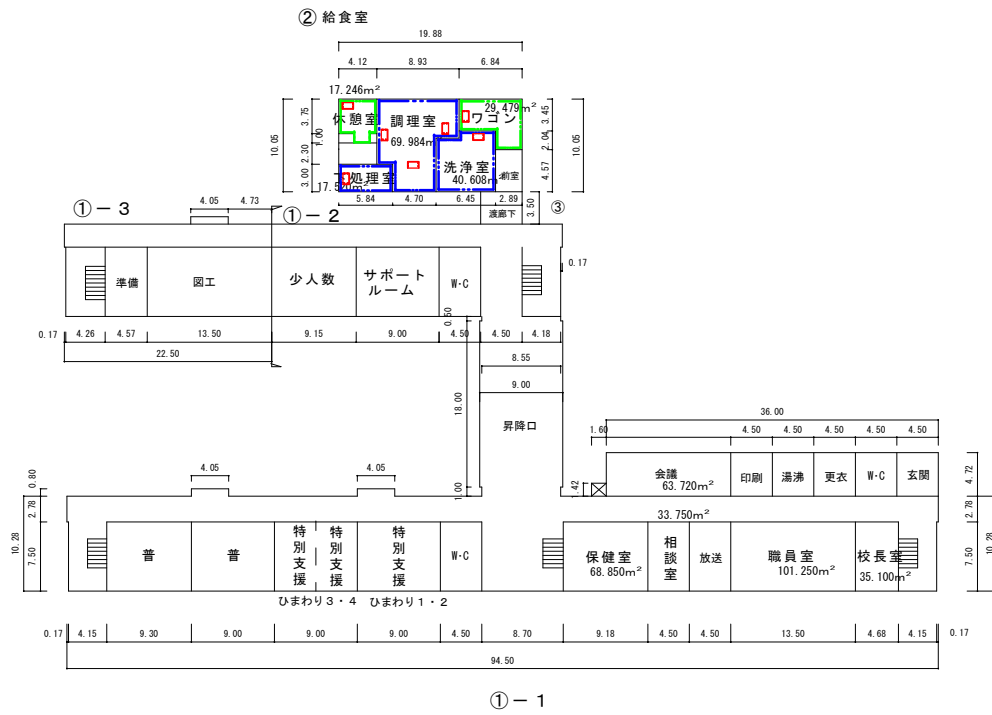 ② 給食室
19.88
4.12 8.93 6.84
17.246m²
29.479m²
休憩室 調理室 ワゴン
69.984m²
10.05 3.75 1.00 2.30 3.00
3.45 2.04 4.57 10.05
洗浄室
40.608m²
下処理室
前室
5.84 4.70 6.45 2.89
渡廊下 3.50 ③
①－3 4.05 4.73 ①－2
0.17
準備 図工 少人数 サポート
ルーム
W・C
0.50
0.17 4.26 4.57 13.50 9.15 9.00 4.50 4.50 4.18
22.50
8.55
9.00
18.00
昇降口
36.00
1.60 4.50 4.50 4.50 4.50 4.50
会議 印刷 湯沸 更衣 W・C 玄関
63.720m²
4.72
4.05 4.05
0.80 1.00 1.42
2.78 33.750m² 2.78
10.28 7.50 7.50 10.28
普 普 特別支援 特別支援 特別支援 W・C 保健室 相談室 放送 職員室 校長室
68.850m² 101.250m² 35.100m²
ひまわり3・4 ひまわり1・2
0.17 4.15 9.30 9.00 9.00 9.00 4.50 8.70 9.18 4.50 4.50 13.50 4.68 4.15 0.17
94.50
①－1